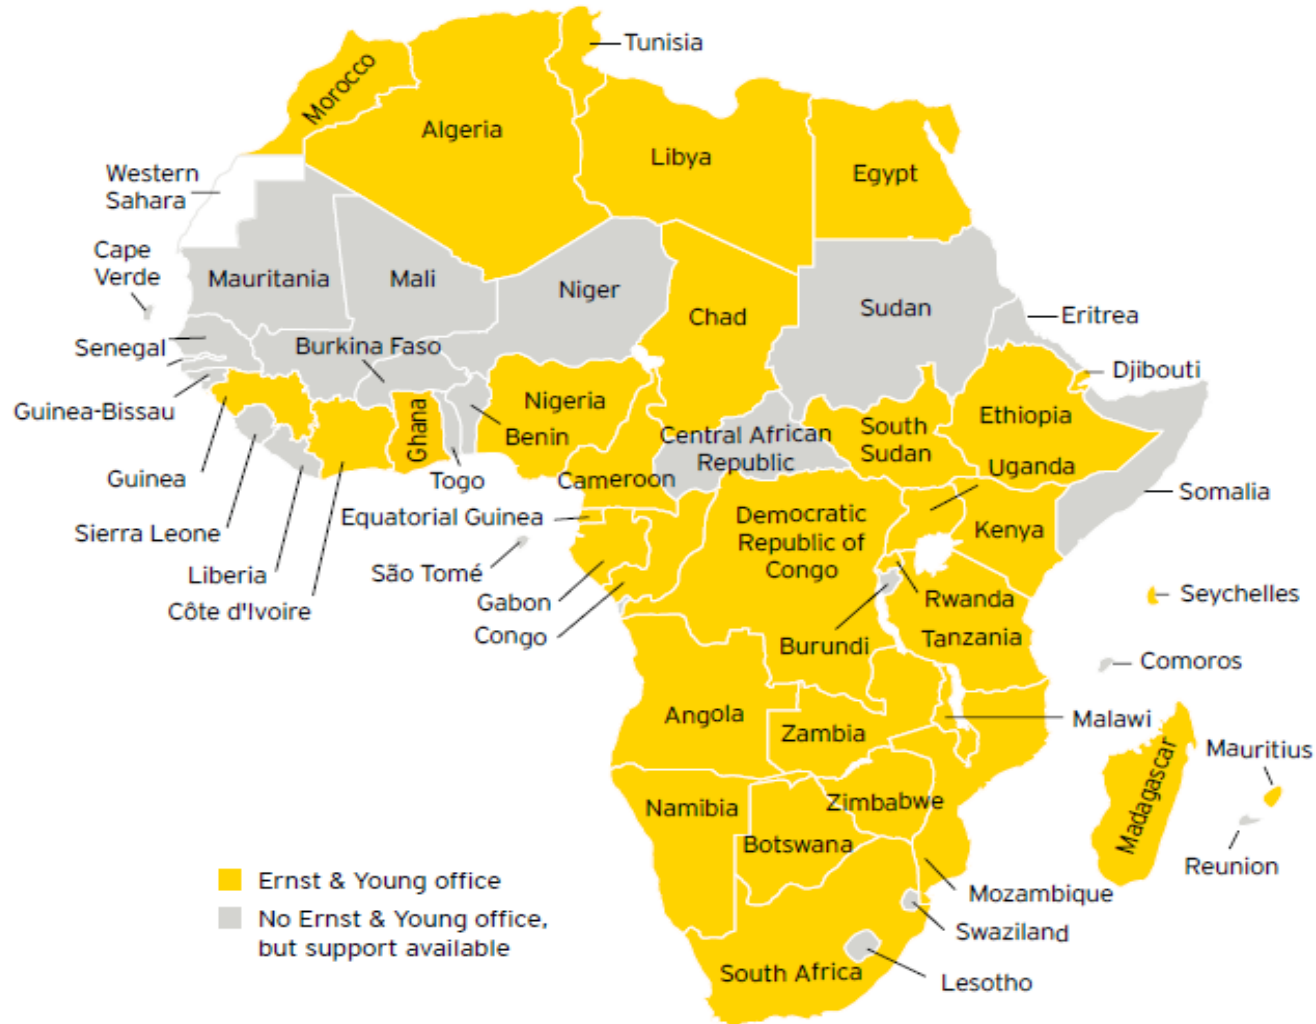 Tunisia
Morocco
Algeria
Libya
Egypt
Western
Sahara
Cape
Verde
Mauritania
Mali
Niger
Chad
Sudan
Eritrea
Senegal
Burkina Faso
Djibouti
Guinea-Bissau
Ghana
Nigeria
Benin
Ethiopia
South
Sudan
Central African
Republic
Uganda
Guinea
Togo
Cameroon
Somalia
Sierra Leone
Equatorial Guinea
Democratic
Republic of
Congo
Kenya
Liberia
São Tomé
Côte d'Ivoire
Gabon
Congo
Rwanda
Seychelles
Burundi
Tanzania
Comoros
Angola
Zambia
Malawi
Madagascar
Mauritius
Namibia
Zimbabwe
Botswana
Reunion
Ernst & Young office
Mozambique
No Ernst & Young office,
but support available
Swaziland
South Africa
Lesotho